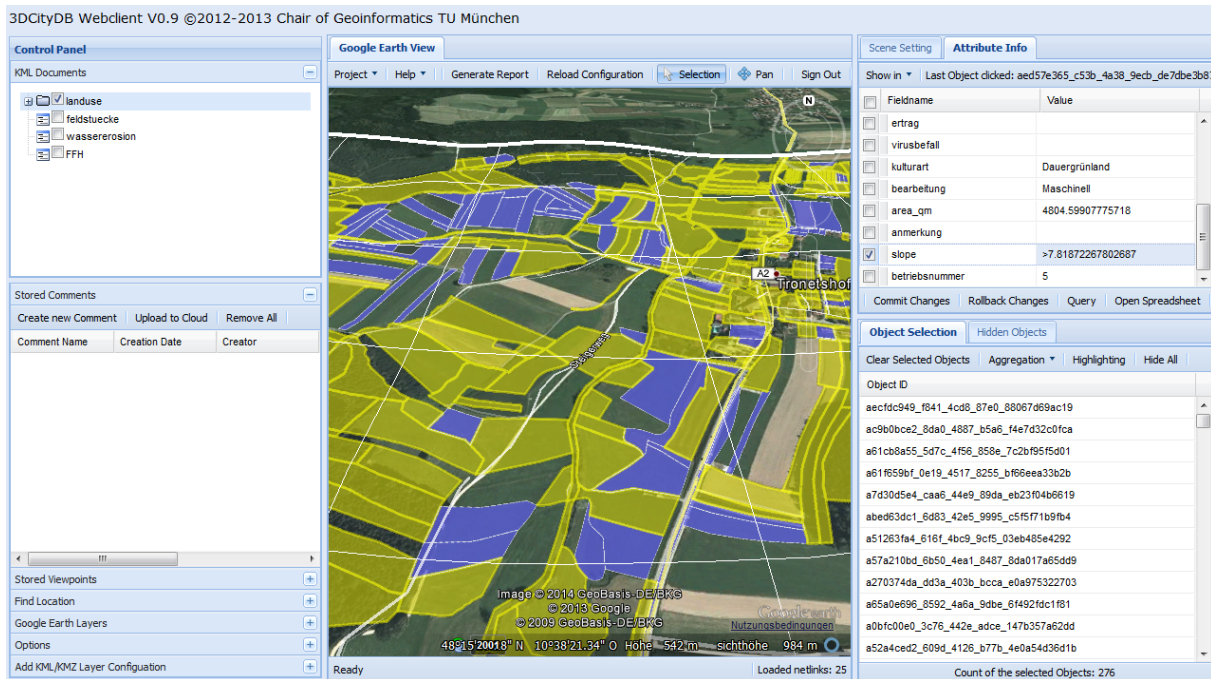 3DCityDB Webclient V0.9 ©2012-2013 Chair of Geoinformatics TU München
Control Panel
KML Documents
landuse
feldstuecke
wassererosion
FFH
Stored Comments
Create new Comment Upload to Cloud Remove All
Comment Name Creation Date Creator
Stored Viewpoints
Find Location
Google Earth Layers
Options
Add KML/KMZ Layer Configuation
Google Earth View
Project Help Generate Report Reload Configuration Selection Pan Sign Out
N
A2
Tronetshof
Steigeweg
Image © 2014 GeoBasis-DE/BKG
© 2013 Google
© 2009 GeoBasis-DE/BKG
Google earth
Nutzungsbedingungen
10°38'21.34" O Höhe 542 m sichthöhe 984 m
Ready Loaded netlinks: 25
Scene Setting Attribute Info
Show in Last Object clicked: aed57e365_c53b_4a38_9ecb_de7dbe3b87
Fieldname Value
ertrag
virusbefall
kulturart Dauergrünland
bearbeitung Maschinell
area_qm 4804.59907775718
anmerkung
slope >7.81872267802687
betriebsnummer 5
Commit Changes Rollback Changes Query Open Spreadsheet
Object Selection Hidden Objects
Clear Selected Objects Aggregation Highlighting Hide All
Object ID
aecfdc949_f841_4cd8_87e0_88067d69ac19
ac9b0bce2_8da0_4887_b5a6_f4e7d32c0fca
a61cb8a55_5d7c_4f56_858e_7c2bf95f5d01
a61f659bf_0e19_4517_8255_bf66eea33b2b
a7d30d5e4_caa6_44e9_89da_eb23f04b6619
abed63dc1_6d83_42e5_9995_c5f5f71b9fb4
a51263fa4_616f_4bc9_9cf5_03eb485e4292
a57a210bd_6b50_4ea1_8487_8da017a65dd9
a270374da_dd3a_403b_bcca_e0a975322703
a65a0e696_8592_4a6a_9dbe_6f492fdc1f81
a0bfc00e0_3c76_442e_adce_147b357a62dd
a52a4ced2_609d_4126_b77b_4e0a54d36d1b
Count of the selected Objects: 276